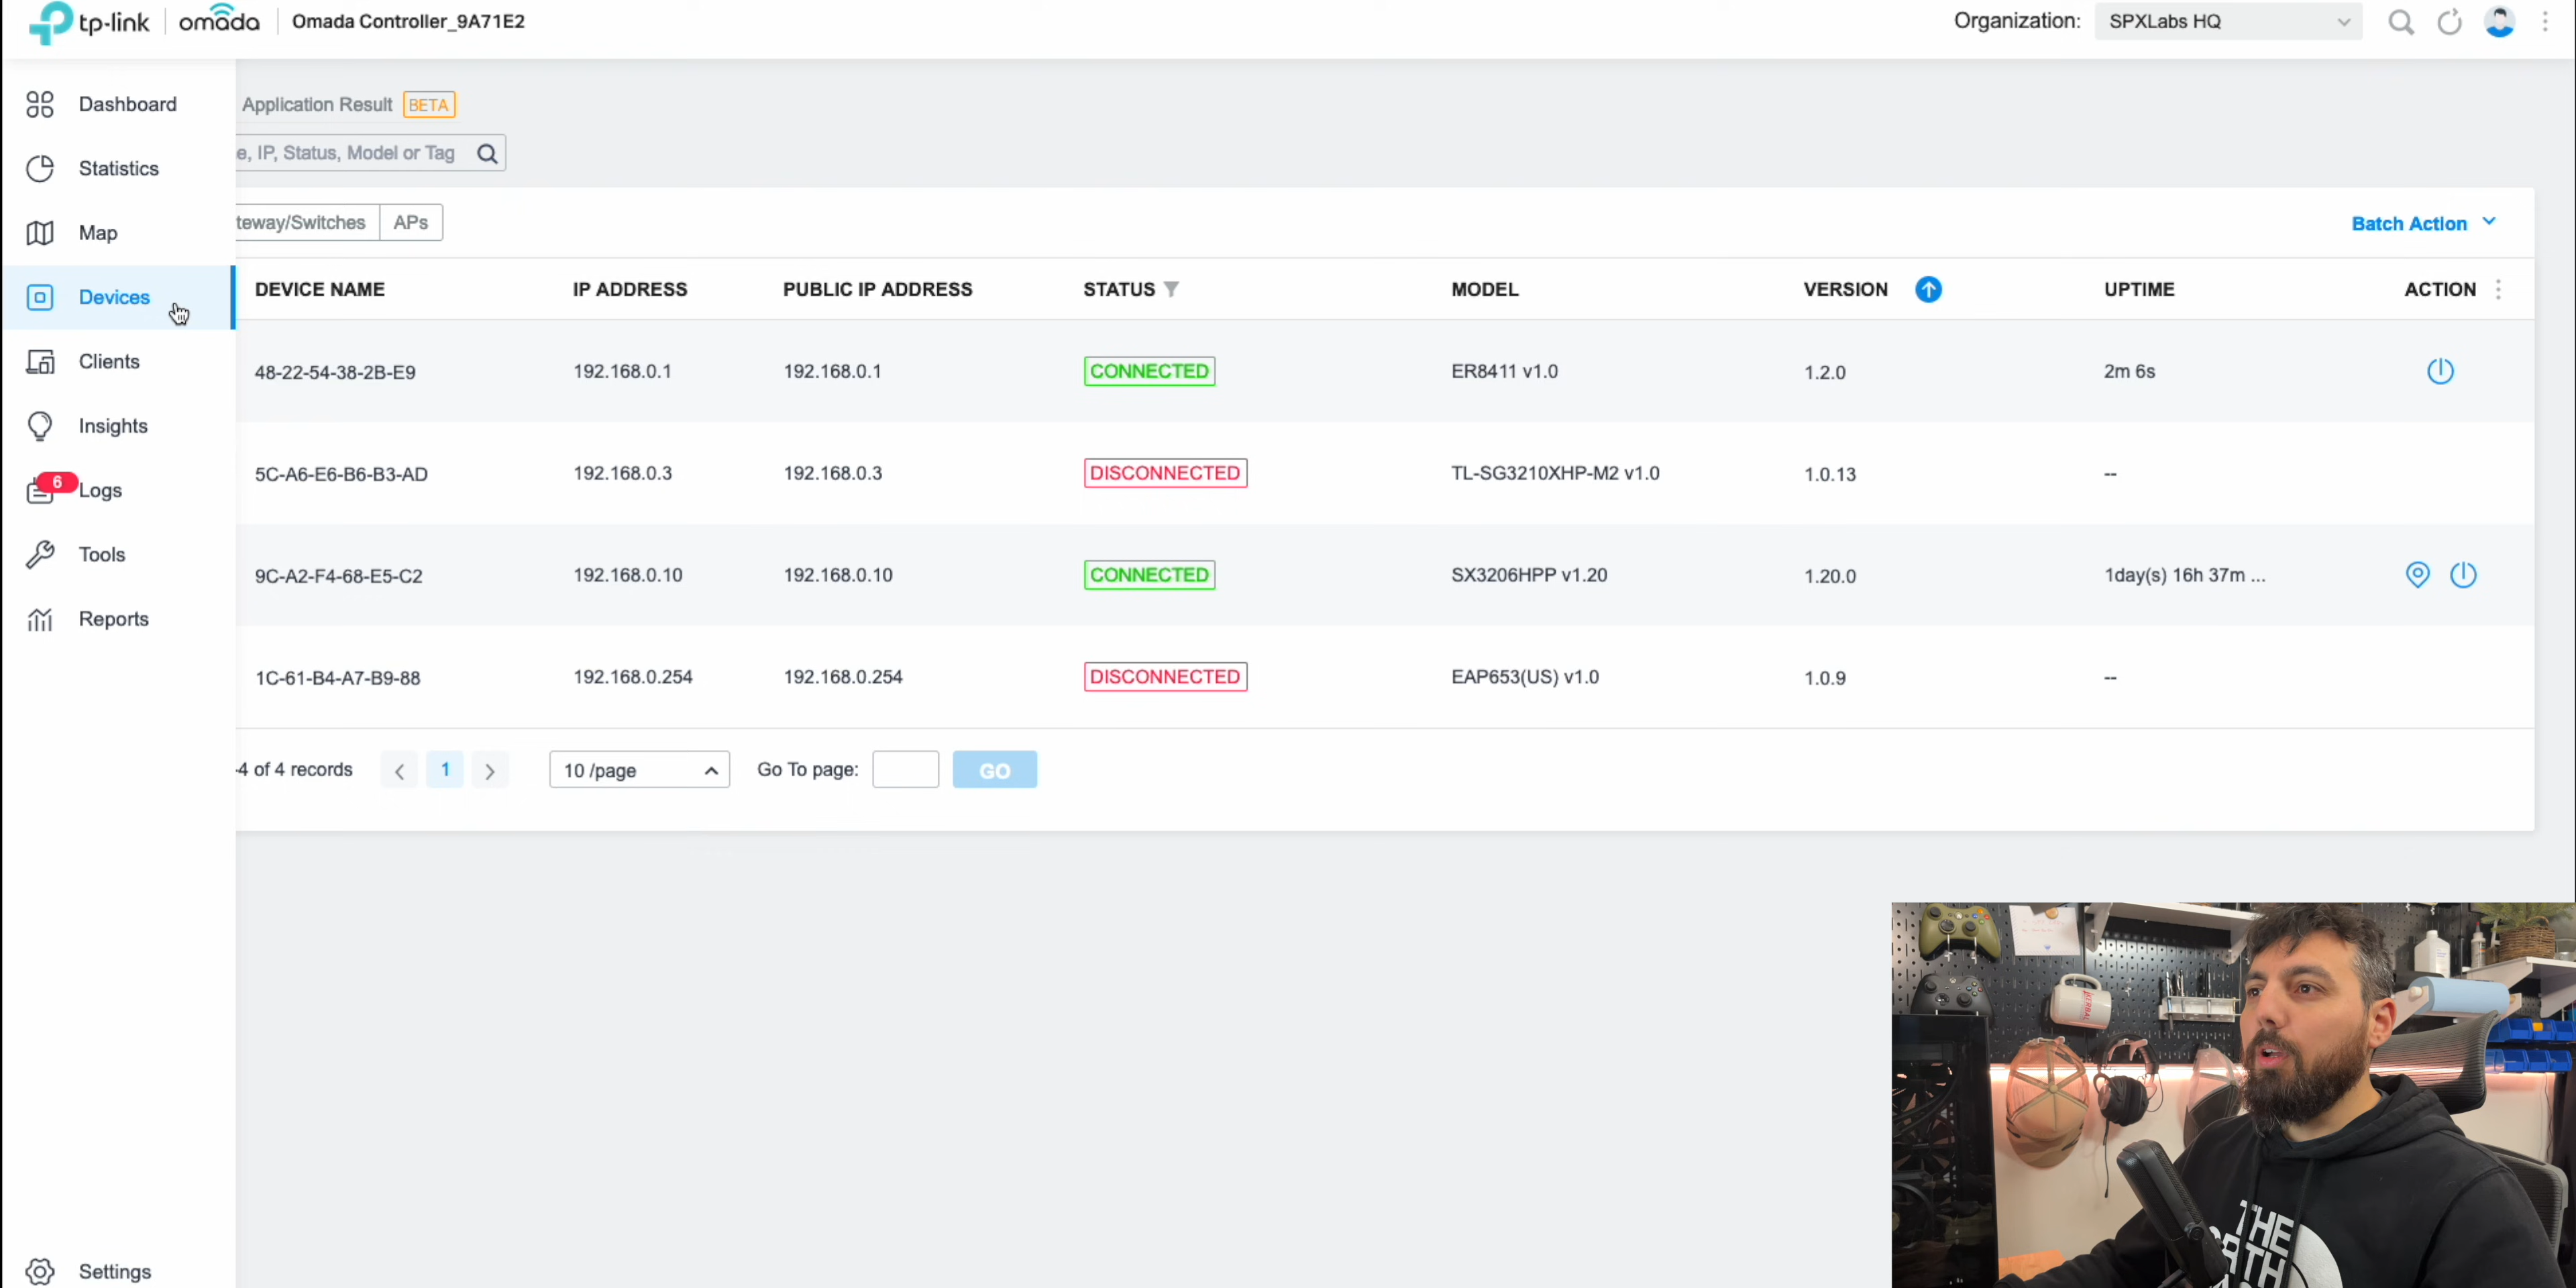 tp-link omada Omada Controller_9A71E2 Organization: SPXLabs HQ
Dashboard
Statistics
Map
Devices
Clients
Insights
6
Logs
Tools
Reports
Settings
Application Result BETA
e, IP, Status, Model or Tag
teway/Switches APs Batch Action
DEVICE NAME IP ADDRESS PUBLIC IP ADDRESS STATUS MODEL VERSION UPTIME ACTION
48-22-54-38-2B-E9 192.168.0.1 192.168.0.1 CONNECTED ER8411 v1.0 1.2.0 2m 6s
5C-A6-E6-B6-B3-AD 192.168.0.3 192.168.0.3 DISCONNECTED TL-SG3210XHP-M2 v1.0 1.0.13 --
9C-A2-F4-68-E5-C2 192.168.0.10 192.168.0.10 CONNECTED SX3206HPP v1.20 1.20.0 1day(s) 16h 37m ...
1C-61-B4-A7-B9-88 192.168.0.254 192.168.0.254 DISCONNECTED EAP653(US) v1.0 1.0.9 --
-4 of 4 records 1 10 /page Go To page: GO
THE